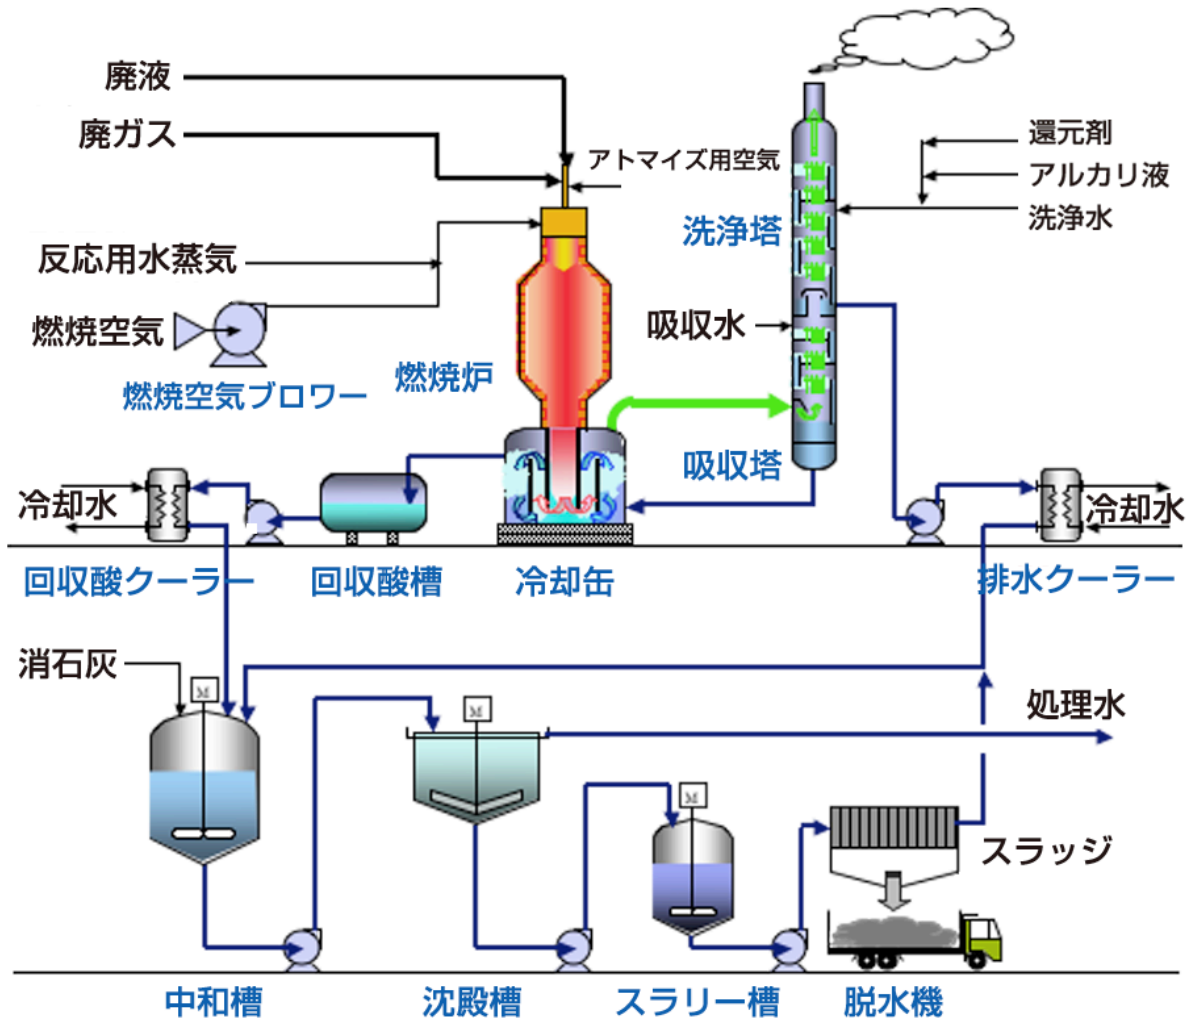 廃液
廃ガス
アトマイズ用空気
還元剤
アルカリ液
洗浄水
洗浄塔
反応用水蒸気
燃焼空気
吸収水
燃焼炉
燃焼空気ブロワー
吸収塔
冷却水
冷却水
回収酸クーラー
回収酸槽
冷却缶
排水クーラー
消石灰
M
M
処理水
M
スラッジ
中和槽
沈殿槽
スラリー槽
脱水機